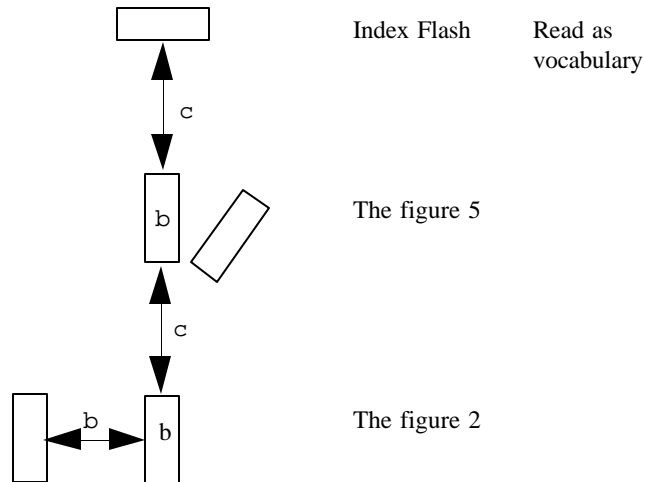 Index Flash Read as
vocabulary
c
b
The figure 5
c
b
b
The figure 2